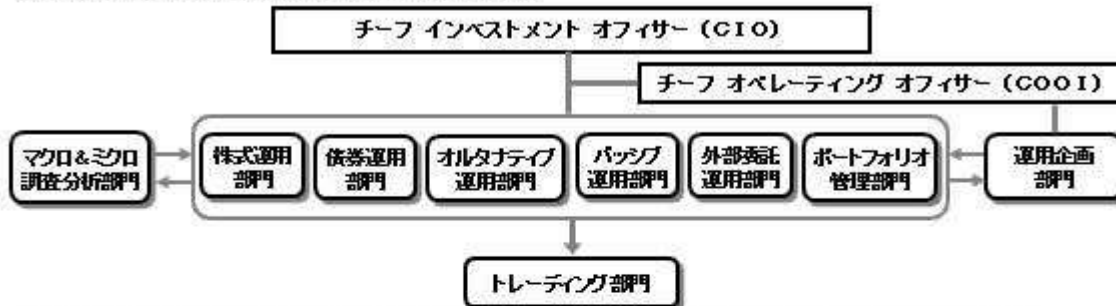 チーフ インベストメント オフィサー（ＣＩＯ）
チーフ オペレーティング オフィサー（ＣＯＯＩ）
マクロ＆ミクロ
調査分析部門
株式運用
部門
債券運用
部門
オルタナティブ
運用部門
パッシブ
運用部門
外部委託
運用部門
ポートフォリオ
管理部門
運用企画
部門
トレーディング部門